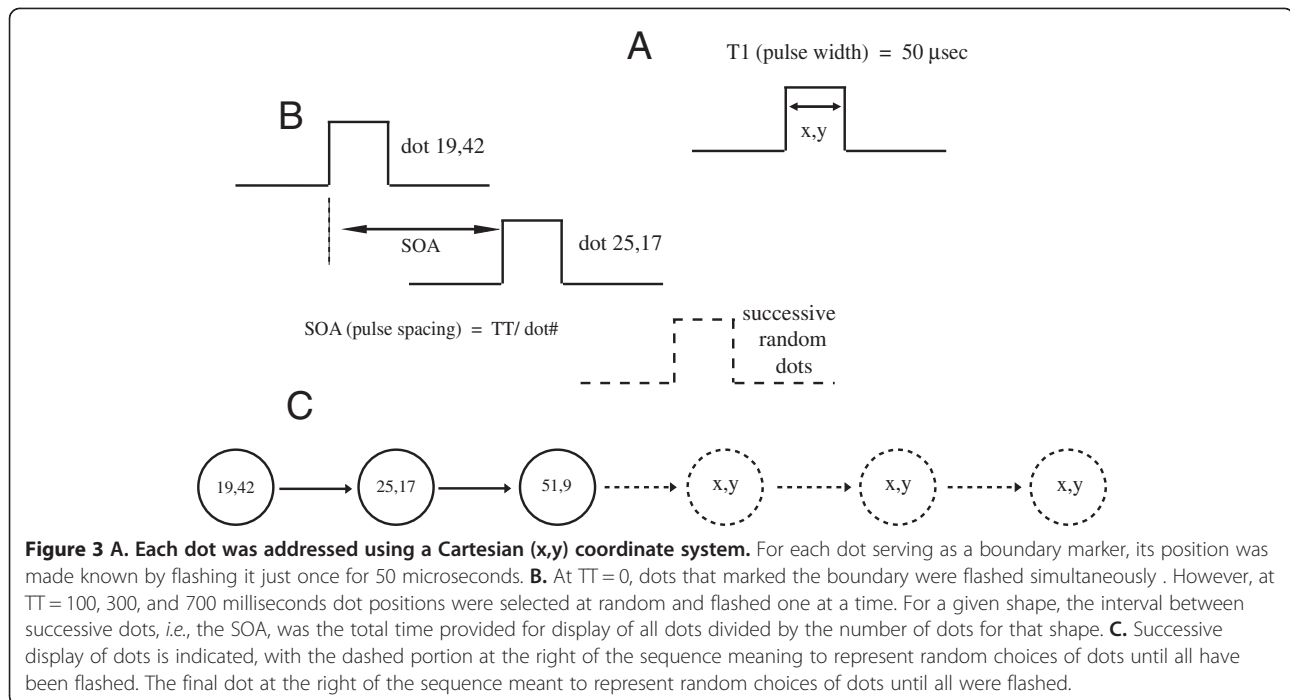 A
T1 (pulse width) = 50 µsec
x,y
B
dot 19,42
SOA
dot 25,17
SOA (pulse spacing) = TT/ dot#
successive
random
dots
C
19,42
25,17
51,9
x,y
x,y
x,y
Figure 3 A. Each dot was addressed using a Cartesian (x,y) coordinate system. For each dot serving as a boundary marker, its position was
made known by flashing it just once for 50 microseconds. B. At TT = 0, dots that marked the boundary were flashed simultaneously . However, at
TT = 100, 300, and 700 milliseconds dot positions were selected at random and flashed one at a time. For a given shape, the interval between
successive dots, i.e., the SOA, was the total time provided for display of all dots divided by the number of dots for that shape. C. Successive
display of dots is indicated, with the dashed portion at the right of the sequence meaning to represent random choices of dots until all have
been flashed. The final dot at the right of the sequence meant to represent random choices of dots until all were flashed.